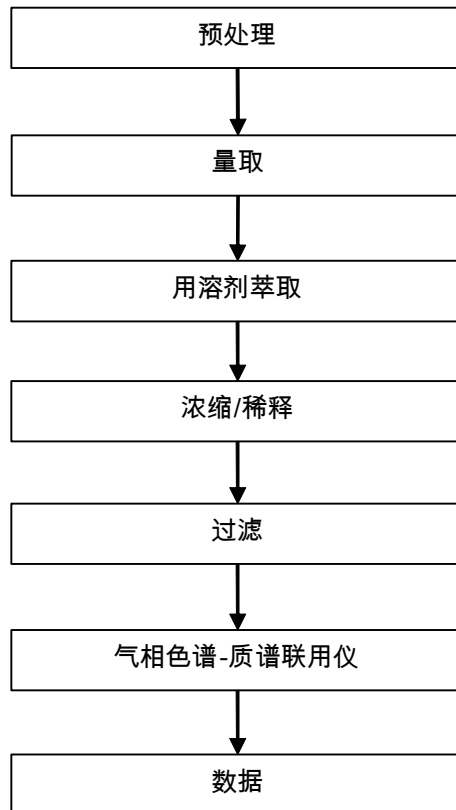 预处理
量取
用溶剂萃取
浓缩/稀释
过滤
气相色谱-质谱联用仪
数据